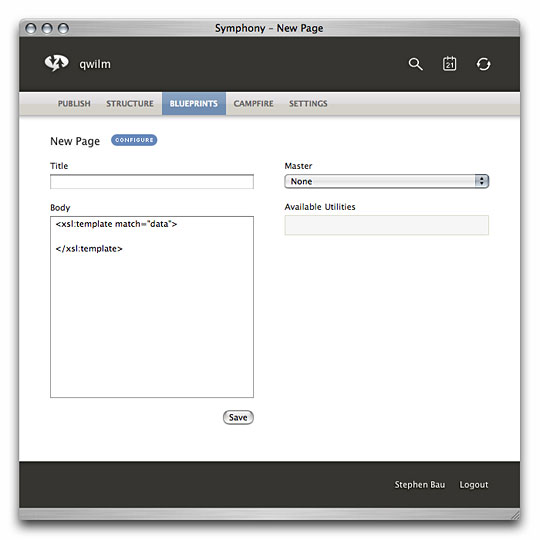 Symphony – New Page
qwilm
21
PUBLISH STRUCTURE BLUEPRINTS CAMPFIRE SETTINGS
New Page CONFIGURE
Title
Master
None
Body
Available Utilities
<xsl:template match="data">
</xsl:template>
Save
Stephen Bau Logout